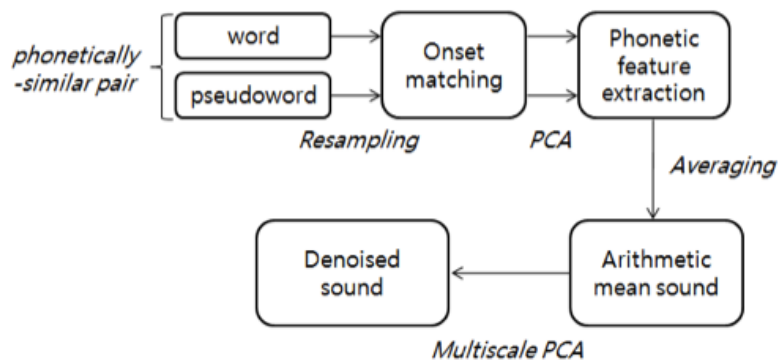 phonetically
-similar pair
word
pseudoword
Onset
matching
Phonetic
feature
extraction
Resampling
PCA
Averaging
Denoised
sound
Arithmetic
mean sound
Multiscale PCA